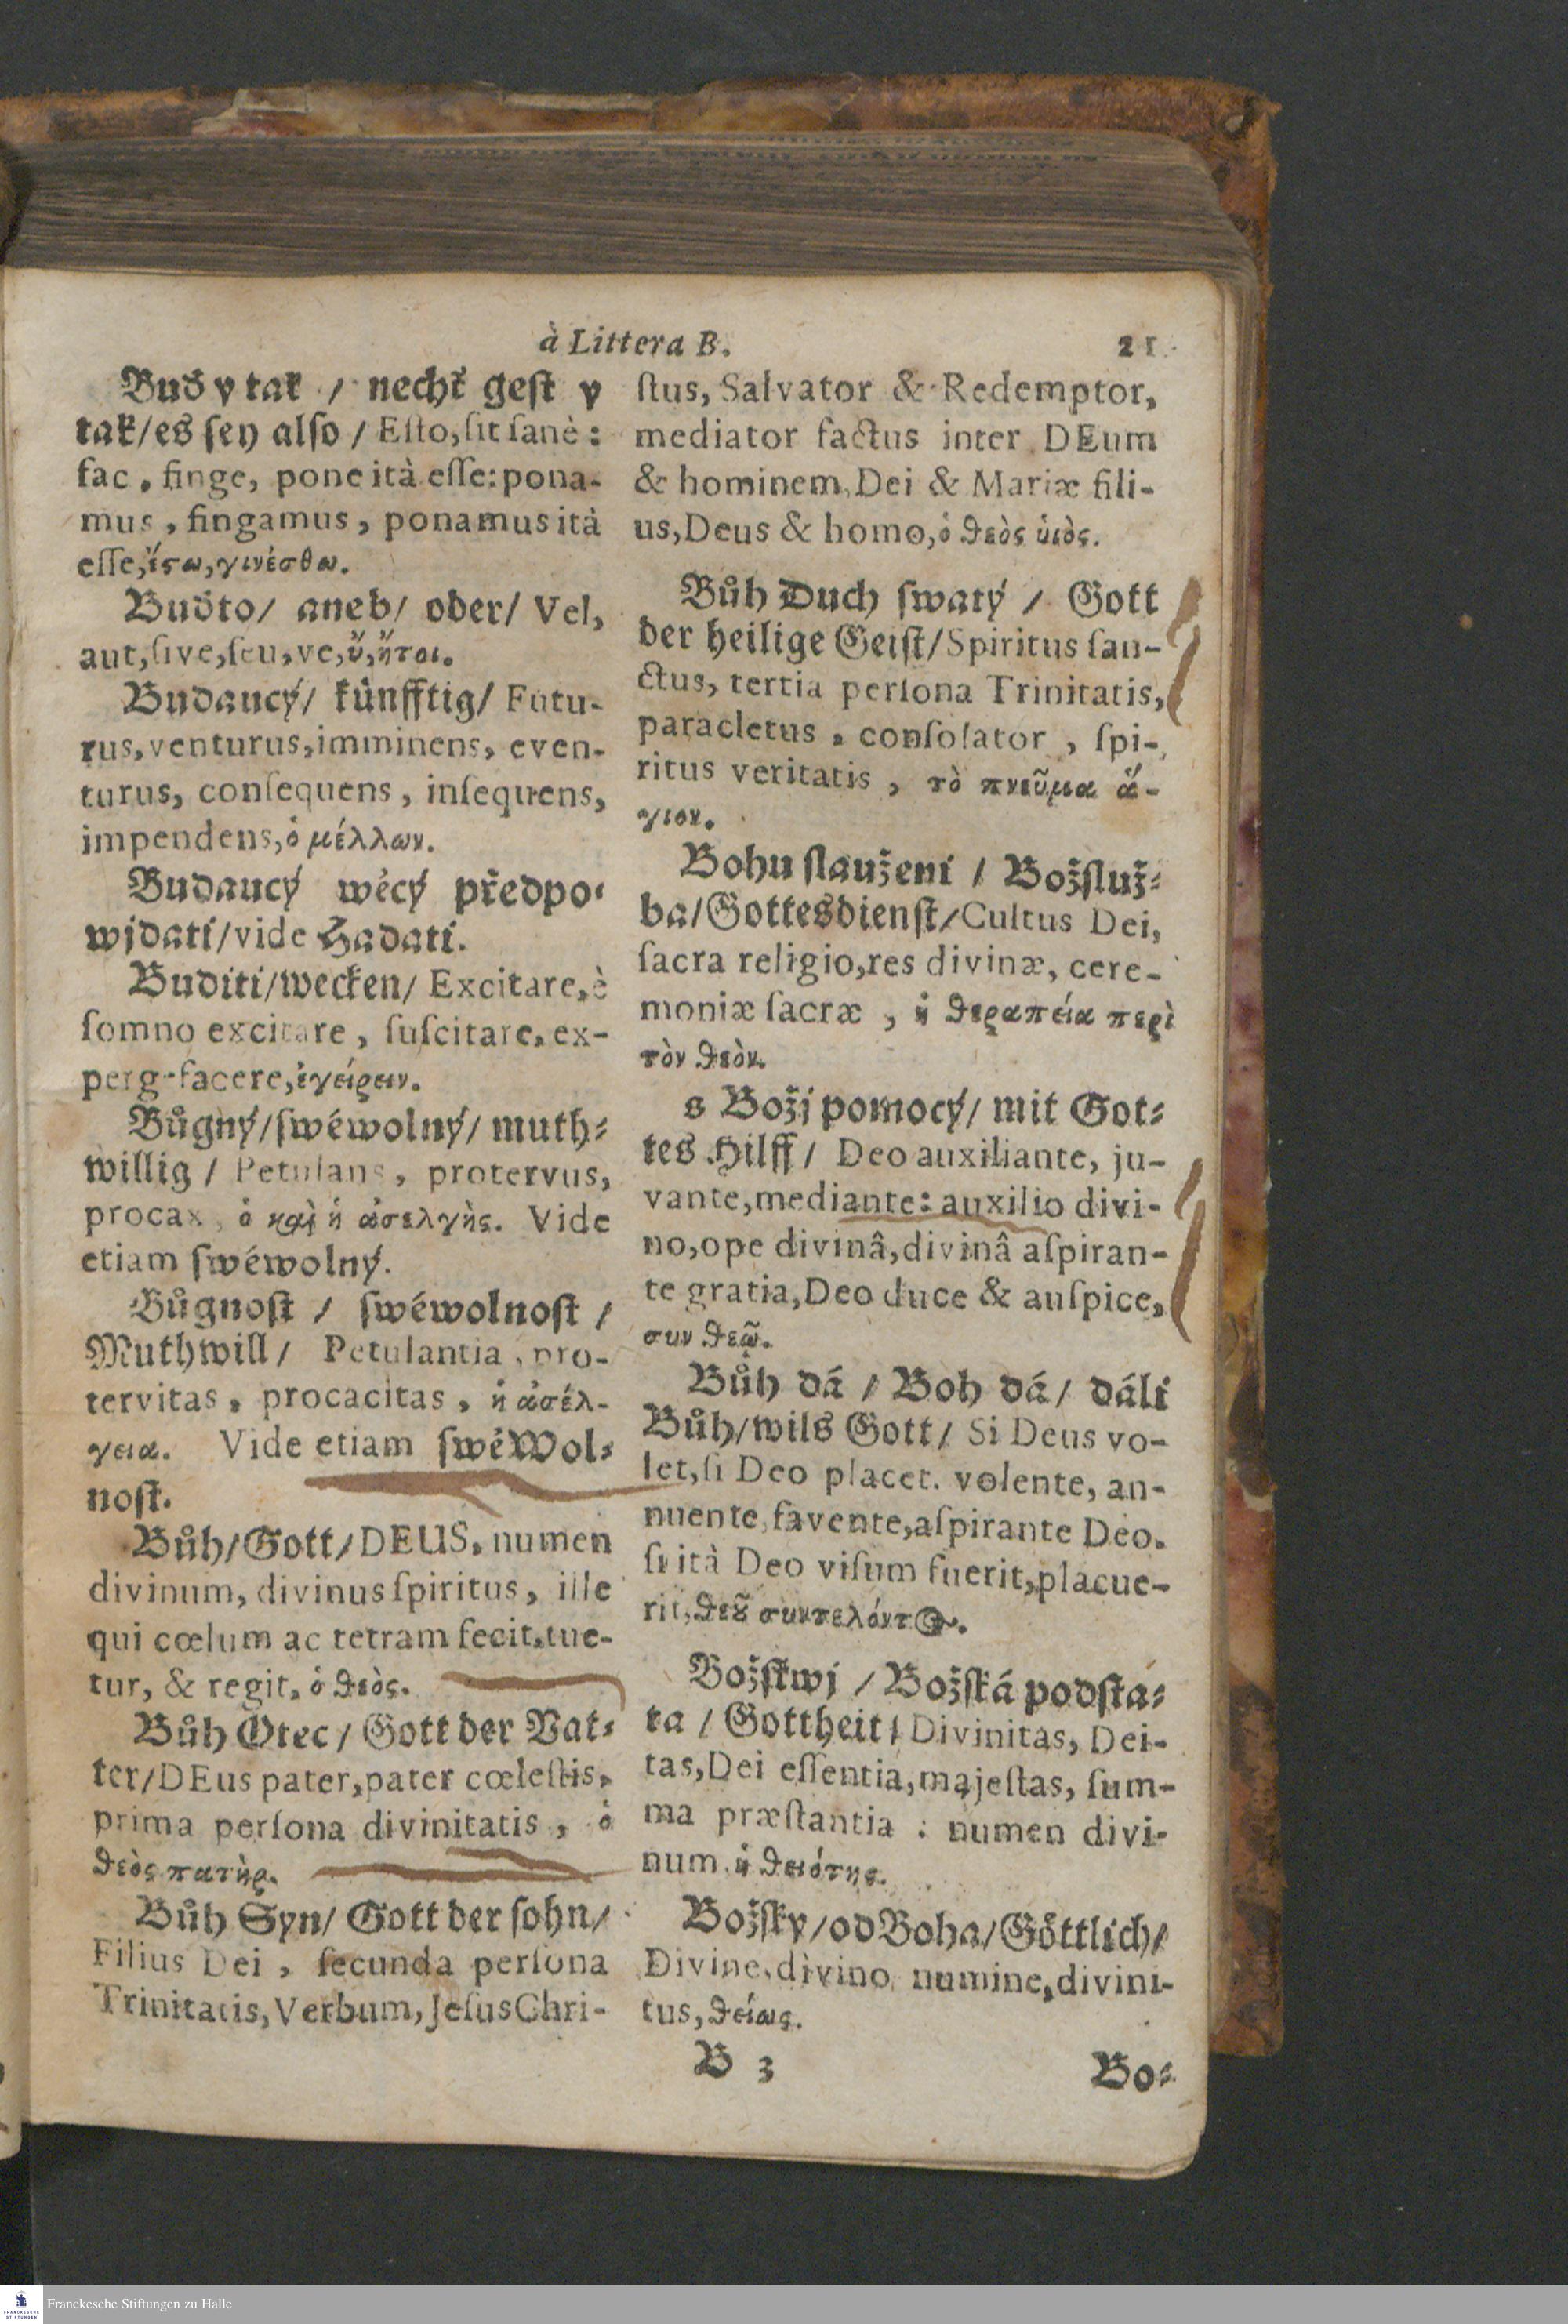 à Littera B.
21
Buď y tak / nechť geſt y
tak/es ſey alſo / Eſto, ſit ſanè:
fac, finge, pone ità eſſe: pona-
mus, fingamus, ponamus ità
eſſe, ἔστω, γινέσθω.
Buďto/ aneb/ oder/ Vel,
aut, ſive, ſeu, ve, ἤ, ἤτοι.
Budaucý/ künfftig/ Futu-
rus, venturus, imminens, even-
turus, conſequens, inſequens,
impendens, ὁ μέλλων.
Budaucý wěcý předpo-
wjdati/vide Hadati.
Buditi/wecken/ Excitare, è
ſomno excitare, ſuſcitare, ex-
perg-facere, ἐγείρειν.
Bůgný/ſwéwolný/ muth-
willig / Petulans, protervus,
procax, ὁ καὶ ἡ ἀσελγὴς. Vide
etiam ſwéwolný.
Bůgnoſt / ſwéwolnoſt /
Muthwill/ Petulantia, pro-
tervitas, procacitas, ἡ ἀσέλ-
γεια. Vide etiam ſwéWol-
noſt.
Bůh/Gott/DEUS, numen
divinum, divinus ſpiritus, ille
qui cœlum ac tetram fecit, tue-
tur, & regit, ὁ θεὸς.
Bůh Otec/ Gott der Vat-
ter/DEus pater, pater cœleſtis,
prima perſona divinitatis, ὁ
θεὸς πατὴρ.
Bůh Syn/ Gott der ſohn/
Filius Dei, ſecunda perſona
Trinitatis, Verbum, Jeſus Chri-
ſtus, Salvator & Redemptor,
mediator factus inter DEum
& hominem, Dei & Mariæ fili-
us, Deus & homo, ὁ θεὸς ὑιὸς.
Bůh Duch ſwatý / Gott
der heilige Geiſt/Spiritus ſan-
ctus, tertia perſona Trinitatis,
paracletus, conſolator, ſpi-
ritus veritatis, τὸ πνεῦμα ἅ-
γιον.
Bohu ſlaužení / Božſluž-
ba/Gottesdienſt/Cultus Dei,
ſacra religio, res divinæ, cere-
moniæ ſacræ, ἡ θεραπεία περὶ
τὸν θεὸν.
s Božj pomocý/ mit Got-
tes Hilff/ Deo auxiliante, ju-
vante, mediante: auxilio divi-
no, ope divinâ, divinâ aſpiran-
te gratia, Deo duce & auſpice,
συν θεῷ.
Bůh dá / Boh dá/ dáli
Bůh/wils Gott/ Si Deus vo-
let, ſi Deo placet. volente, an-
nuente, favente, aſpirante Deo.
ſi ità Deo viſum fuerit, placue-
rit, θεοῦ συντελόντος.
Božſtwj / Božſká podſta-
ta / Gottheit/ Divinitas, Dei-
tas, Dei eſſentia, majeſtas, ſum-
ma præſtantia: numen divi-
num, ἡ θειότης.
Božſky/od Boha/Göttlich/
Divine, divino numine, divini-
tus, θείως.
B 3
Bo-
Franckesche Stiftungen zu Halle